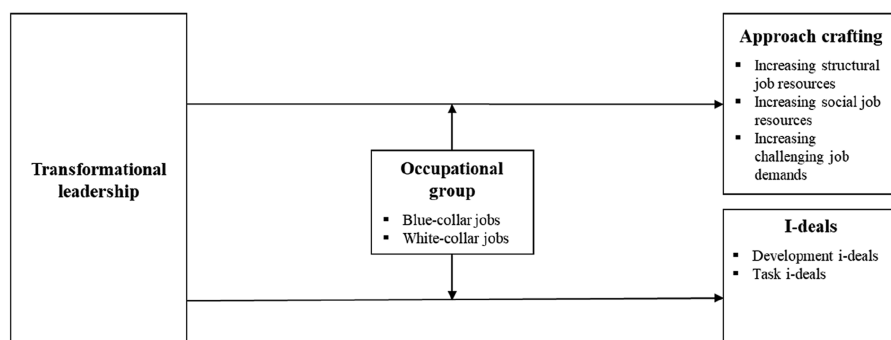 Transformational
leadership
Occupational
group
▪ Blue-collar jobs
▪ White-collar jobs
Approach crafting
▪ Increasing structural
job resources
▪ Increasing social job
resources
▪ Increasing
challenging job
demands
I-deals
▪ Development i-deals
▪ Task i-deals